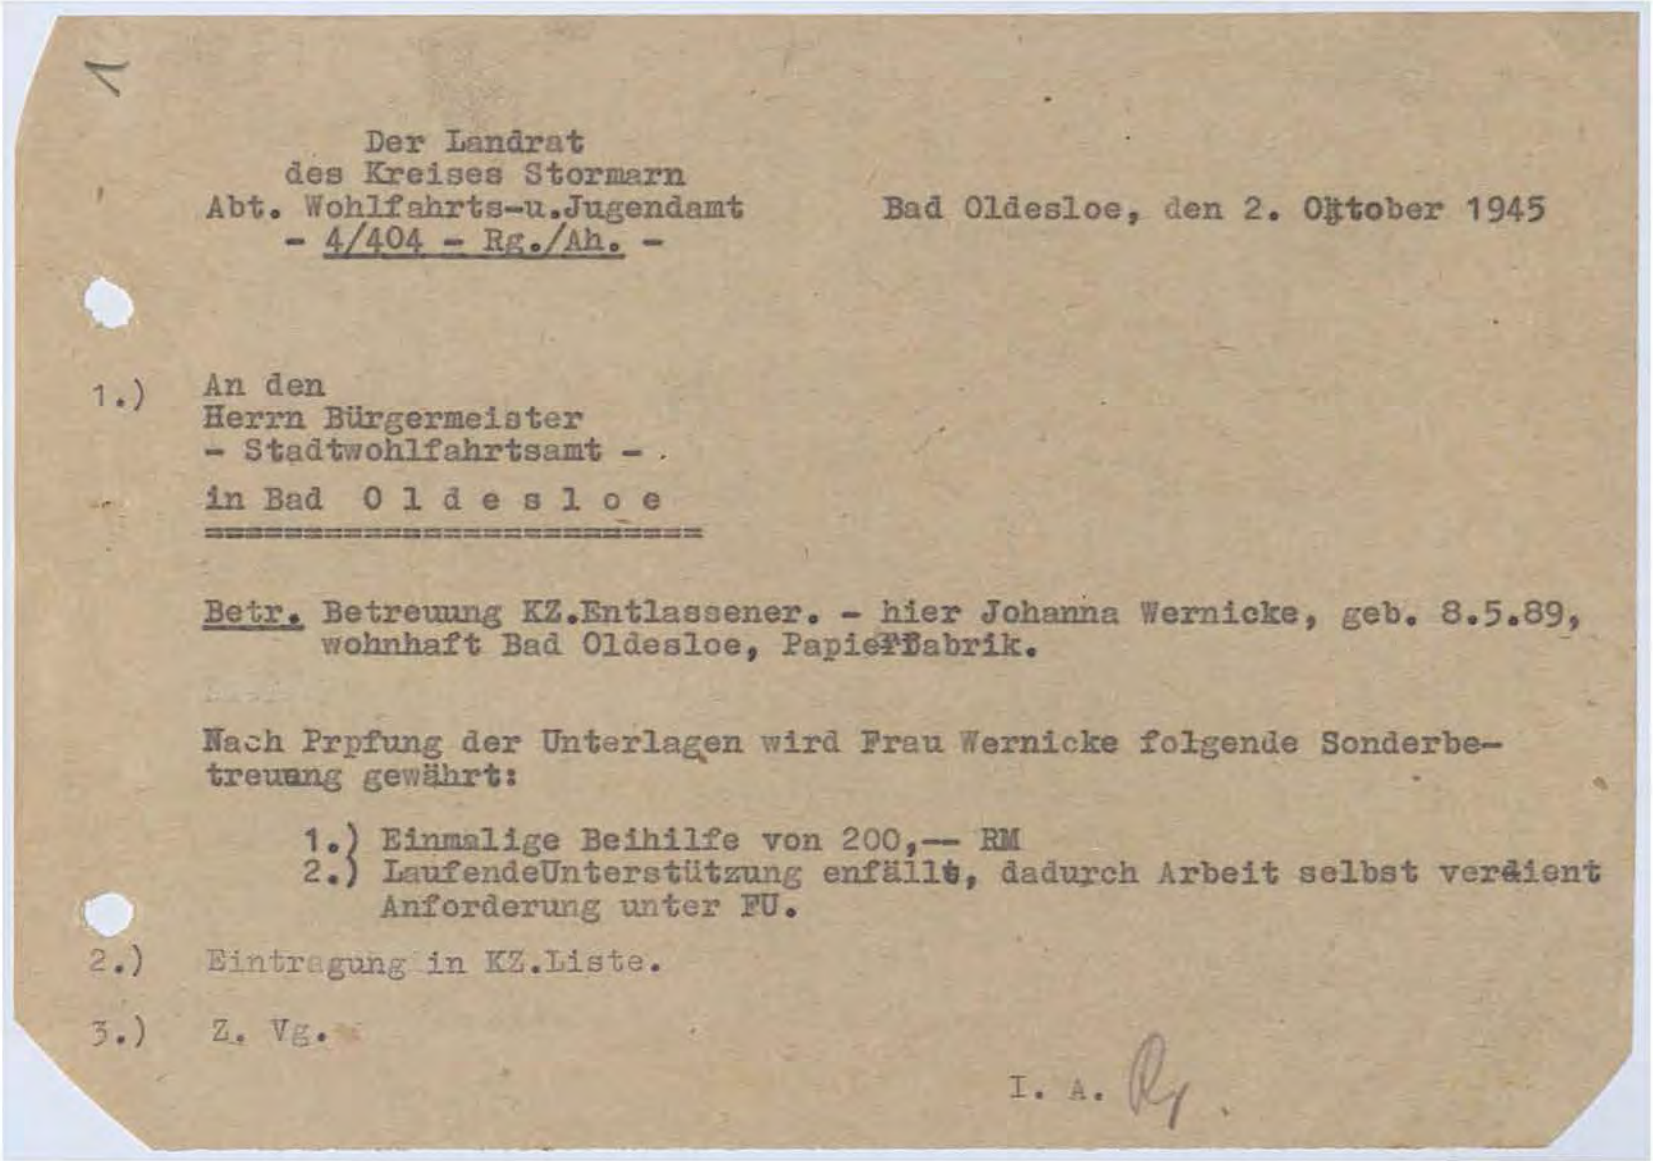 1
Der Landrat
des Kreises Stormarn
Abt. Wohlfahrts-u.Jugendamt
Bad Oldesloe, den 2. Oktober 1945
- 4/404 - Rg./Ah. -
1.) An den
Herrn Bürgermeister
- Stadtwohlfahrtsamt -
in Bad O l d e s l o e
=========================
Betr. Betreuung KZ.Entlassener. - hier Johanna Wernicke, geb. 8.5.89,
wohnhaft Bad Oldesloe, Papierfabrik.
Nach Prpfung der Unterlagen wird Frau Wernicke folgende Sonderbe-
treuung gewährt:
1.) Einmalige Beihilfe von 200,-- RM
2.) LaufendeUnterstützung enfällt, dadurch Arbeit selbst verdient
Anforderung unter FU.
2.) Eintragung in KZ.Liste.
3.) Z. Vg.
I. A. Rg